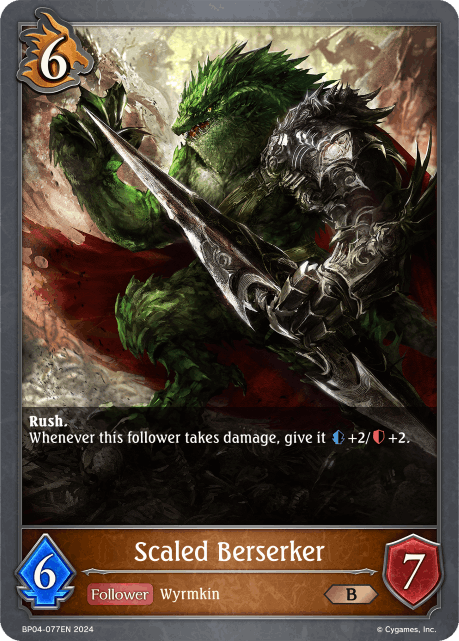 6
Rush.
Whenever this follower takes damage, give it +2/+2.
Scaled Berserker
6
Follower Wyrmkin
B
7
BP04-077EN 2024
© Cygames, Inc.